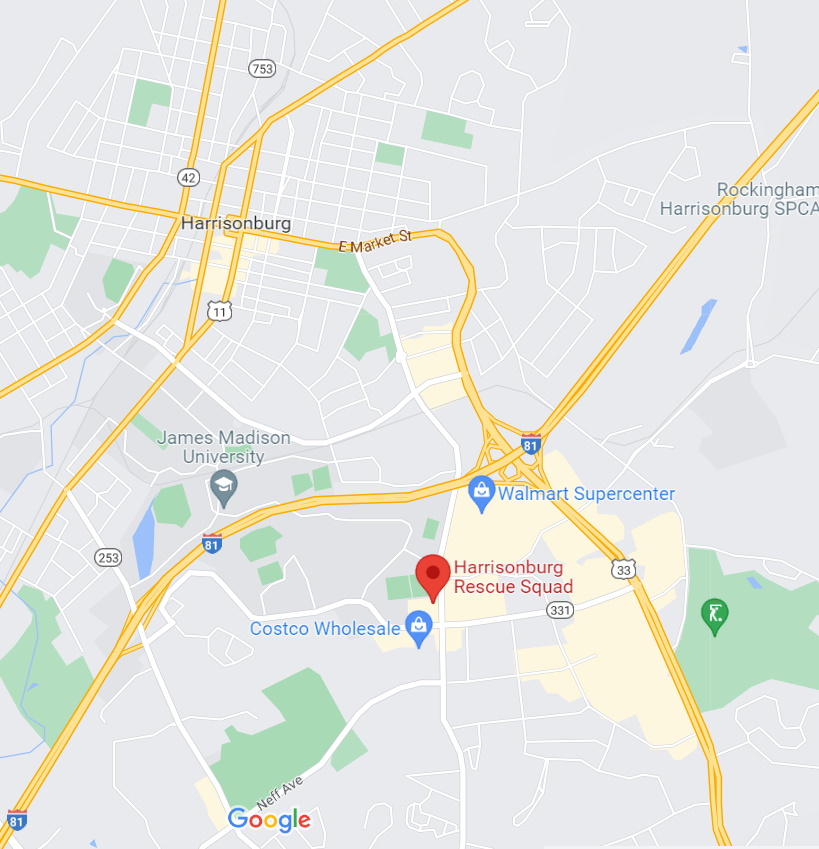 753
42
Rockingham
Harrisonburg SPCA
Harrisonburg
E Market St
11
James Madison
University
81
Walmart Supercenter
81
253
33
Harrisonburg
Rescue Squad
331
Costco Wholesale
Neff Ave
Google
81